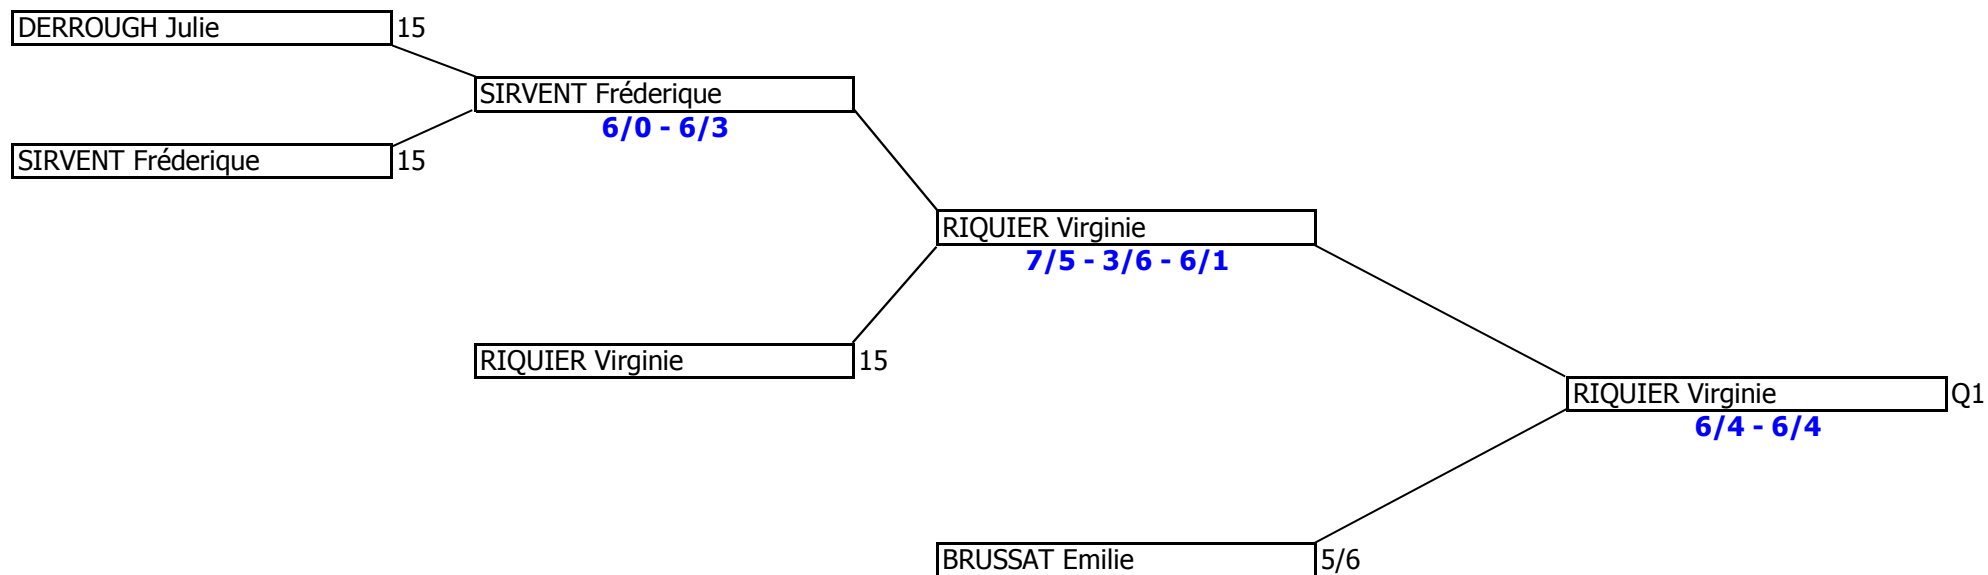 DERROUGH Julie 15
SIRVENT Fréderique
6/0 - 6/3
SIRVENT Fréderique 15
RIQUIER Virginie
7/5 - 3/6 - 6/1
RIQUIER Virginie 15
RIQUIER Virginie Q1
6/4 - 6/4
BRUSSAT Emilie 5/6